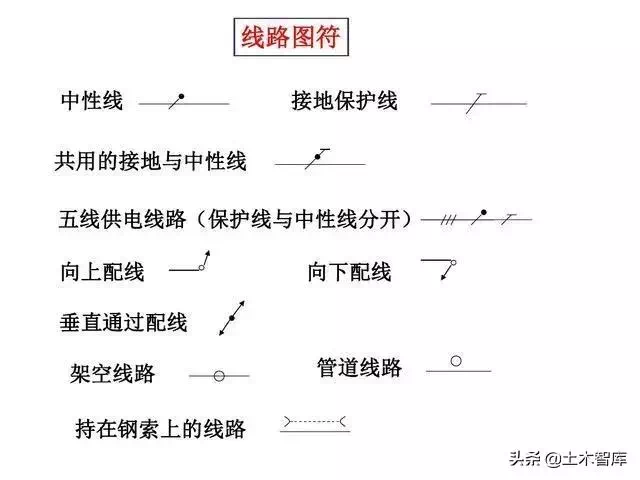 线路图符
中性线 接地保护线
共用的接地与中性线
五线供电线路（保护线与中性线分开）
向上配线 向下配线
垂直通过配线
架空线路 管道线路
持在钢索上的线路
头条 @土木智库